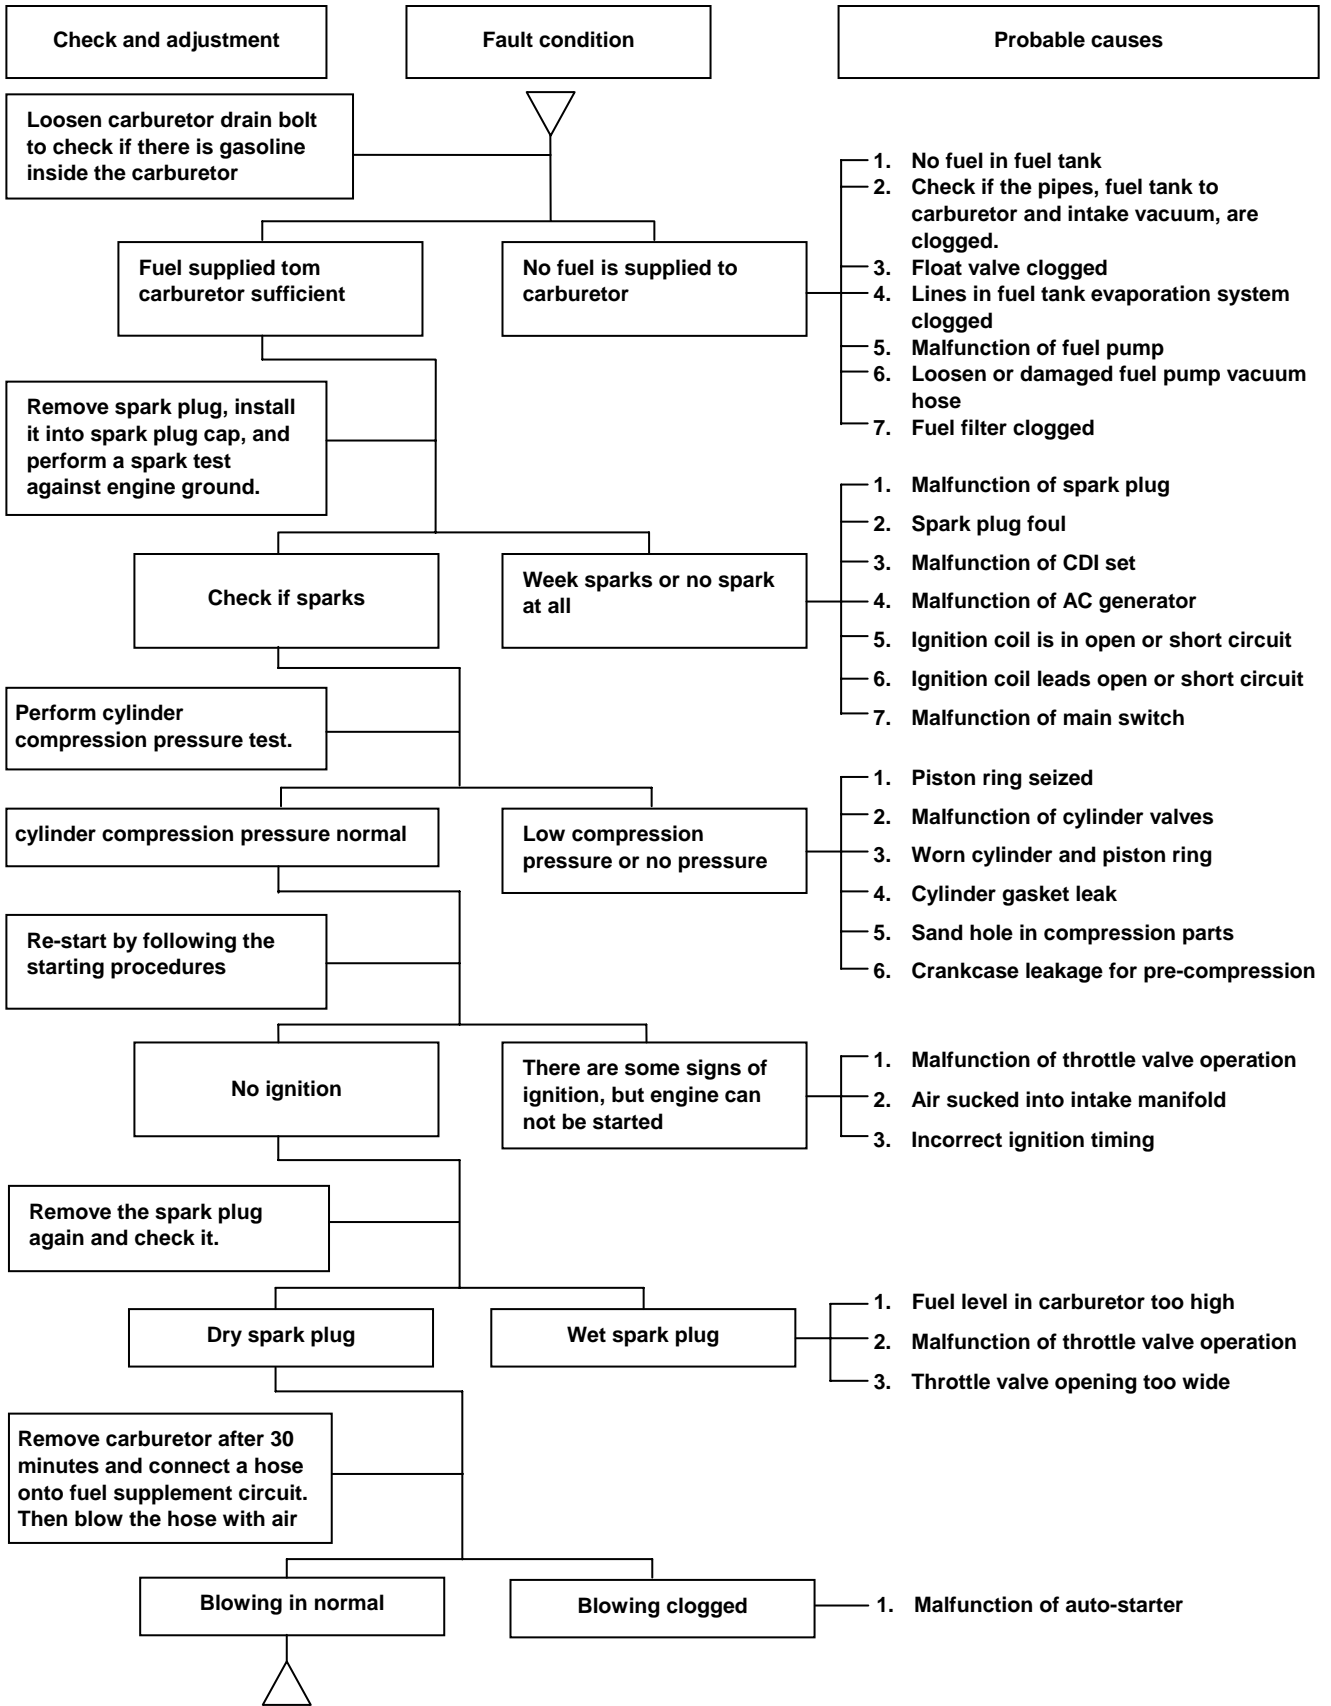 Check and adjustment
Fault condition
Probable causes
Loosen carburetor drain bolt
to check if there is gasoline
inside the carburetor
Fuel supplied tom
carburetor sufficient
No fuel is supplied to
carburetor
1. No fuel in fuel tank
2. Check if the pipes, fuel tank to
carburetor and intake vacuum, are
clogged.
3. Float valve clogged
4. Lines in fuel tank evaporation system
clogged
5. Malfunction of fuel pump
6. Loosen or damaged fuel pump vacuum
hose
7. Fuel filter clogged
Remove spark plug, install
it into spark plug cap, and
perform a spark test
against engine ground.
Check if sparks
Week sparks or no spark
at all
1. Malfunction of spark plug
2. Spark plug foul
3. Malfunction of CDI set
4. Malfunction of AC generator
5. Ignition coil is in open or short circuit
6. Ignition coil leads open or short circuit
7. Malfunction of main switch
Perform cylinder
compression pressure test.
cylinder compression pressure normal
Low compression
pressure or no pressure
1. Piston ring seized
2. Malfunction of cylinder valves
3. Worn cylinder and piston ring
4. Cylinder gasket leak
5. Sand hole in compression parts
6. Crankcase leakage for pre-compression
Re-start by following the
starting procedures
No ignition
There are some signs of
ignition, but engine can
not be started
1. Malfunction of throttle valve operation
2. Air sucked into intake manifold
3. Incorrect ignition timing
Remove the spark plug
again and check it.
Dry spark plug
Wet spark plug
1. Fuel level in carburetor too high
2. Malfunction of throttle valve operation
3. Throttle valve opening too wide
Remove carburetor after 30
minutes and connect a hose
onto fuel supplement circuit.
Then blow the hose with air
Blowing in normal
Blowing clogged
1. Malfunction of auto-starter